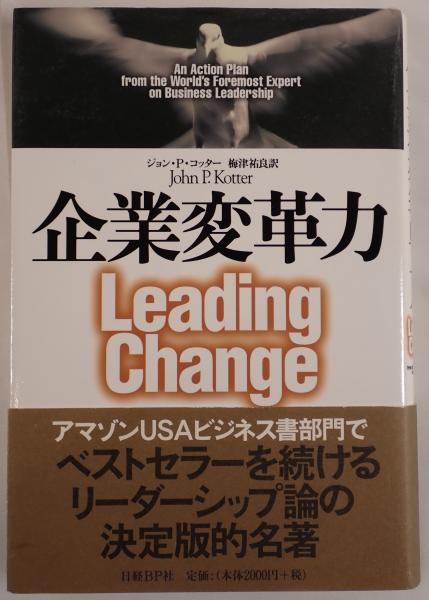 An Action Plan
from the World's Foremost Expert
on Business Leadership
ジョン・P・コッター 梅津祐良訳
John P. Kotter
企業変革力
Leading
Change
アマゾンUSAビジネス書部門で
ベストセラーを続ける
リーダーシップ論の
決定版的名著
日経BP社 定価:(本体2000円+税)